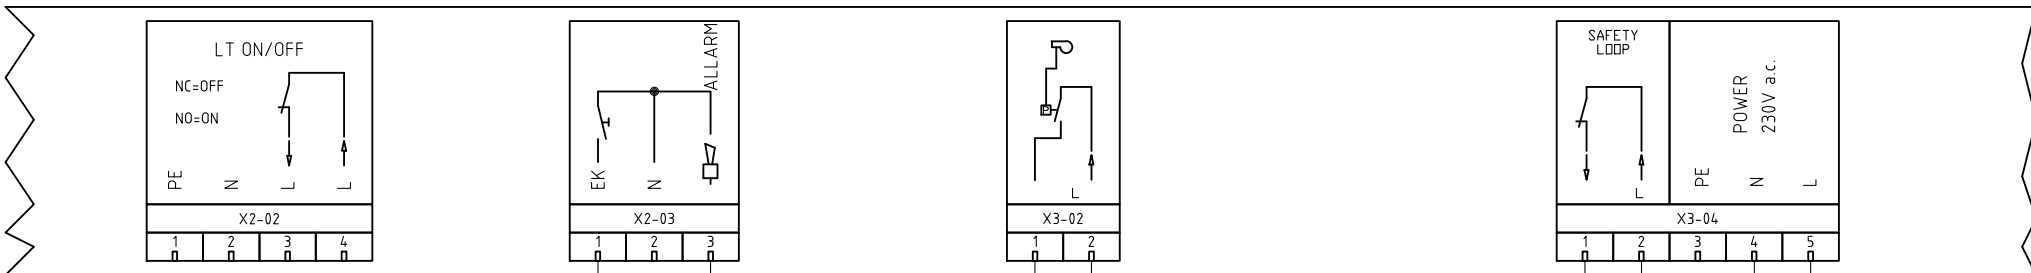 LT ON/OFF
NC=OFF
NO=ON
PE
N
L
L
X2-02
1 2 3 4
ALLARM
EK
N
X2-03
1 2 3
P
L
X3-02
1 2
SAFETY
LOOP
L
POWER
230V a.c.
PE
N
L
X3-04
1 2 3 4 5